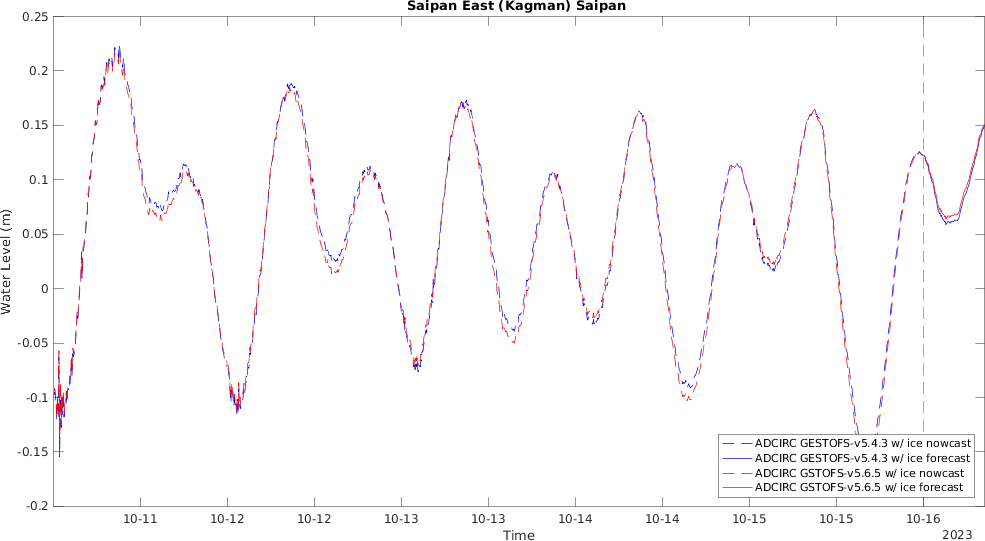 Saipan East (Kagman) Saipan
0.25
0.2
0.15
0.1
0.05
0
-0.05
-0.1
-0.15
-0.2
Water Level (m)
ADCIRC GESTOFS-v5.4.3 w/ ice nowcast
ADCIRC GESTOFS-v5.4.3 w/ ice forecast
ADCIRC GSTOFS-v5.6.5 w/ ice nowcast
ADCIRC GSTOFS-v5.6.5 w/ ice forecast
10-11 10-12 10-12 10-13 10-13 10-14 10-14 10-15 10-15 10-16
Time
2023